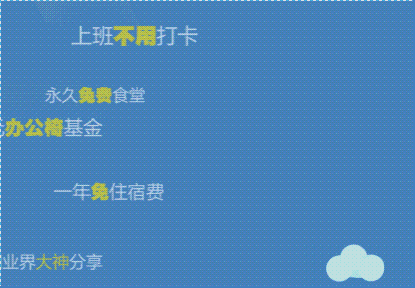 上班不用打卡
永久免费食堂
办公椅基金
一年免住宿费
业界大神分享